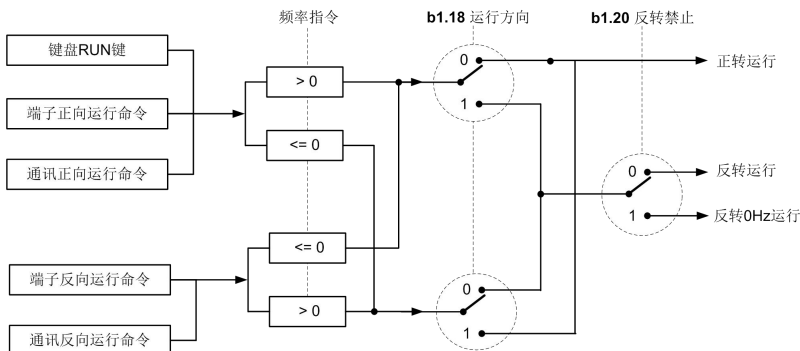 频率指令
b1.18 运行方向
b1.20 反转禁止
键盘RUN键
端子正向运行命令
通讯正向运行命令
> 0
<= 0
0
1
正转运行
0
1
反转运行
反转0Hz运行
端子反向运行命令
通讯反向运行命令
<= 0
> 0
0
1